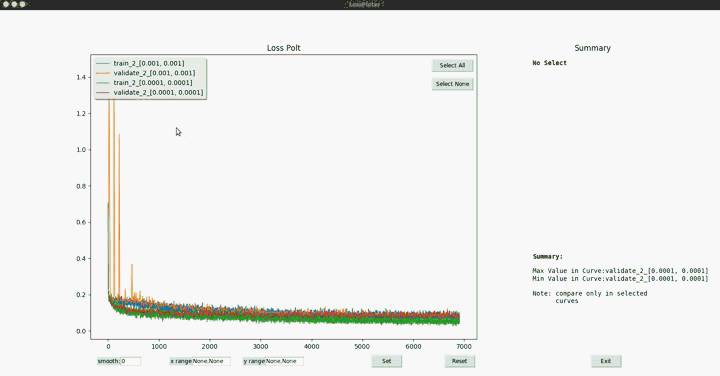 LossPloter
Loss Polt
Summary
train_2_[0.001, 0.001]
validate_2_[0.001, 0.001]
train_2_[0.0001, 0.0001]
validate_2_[0.0001, 0.0001]
Select All
Select None
No Select
1.4
1.2
1.0
0.8
0.6
0.4
0.2
0.0
0 1000 2000 3000 4000 5000 6000 7000
Summary:
Max Value in Curve:validate_2_[0.0001, 0.0001]
Min Value in Curve:validate_2_[0.0001, 0.0001]
Note: compare only in selected
curves
smooth: 0 x range None,None y range None,None Set Reset Exit